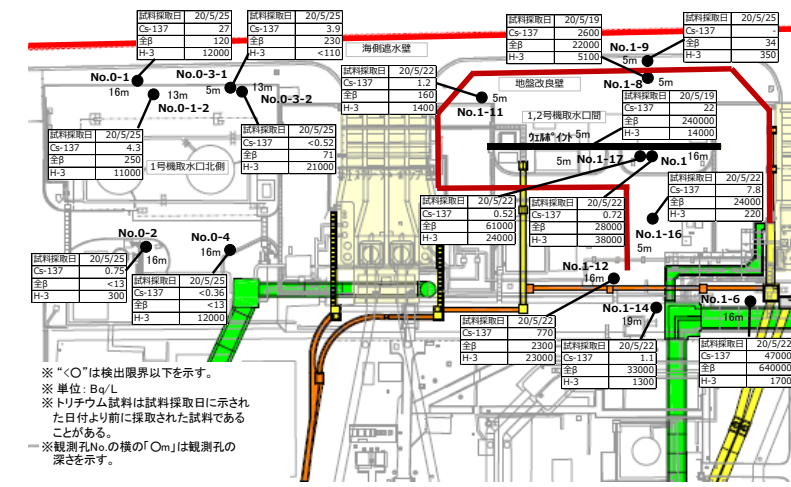 試料採取日 20/5/25
Cs-137 27
全β 120
H-3 12000
試料採取日 20/5/25
Cs-137 3.9
全β 230
H-3 <110
海側遮水壁
試料採取日 20/5/19
Cs-137 2600
全β 22000
H-3 5100
試料採取日 20/5/25
Cs-137 -
全β 34
H-3 350
No.0-1
16m
No.0-3-1
5m
13m
No.0-3-2
13m
No.0-1-2
試料採取日 20/5/22
Cs-137 1.2
全β 160
H-3 1400
5m
No.1-11
No.1-9
5m
地盤改良壁
No.1-8
5m
試料採取日 20/5/19
Cs-137 22
全β 240000
H-3 14000
1,2号機取水口間
ウェルポイント 5m
試料採取日 20/5/25
Cs-137 4.3
全β 250
H-3 11000
1号機取水口北側
試料採取日 20/5/25
Cs-137 <0.52
全β 71
H-3 21000
5m No.1-17
No.1 16m
試料採取日 20/5/22
Cs-137 7.8
全β 24000
H-3 220
試料採取日 20/5/22
Cs-137 0.52
全β 61000
H-3 24000
試料採取日 20/5/22
Cs-137 0.72
全β 28000
H-3 38000
No.1-16
5m
No.0-2
16m
No.0-4
16m
試料採取日 20/5/25
Cs-137 0.75
全β <13
H-3 300
試料採取日 20/5/25
Cs-137 <0.36
全β <13
H-3 12000
No.1-12
16m
No.1-14
19m
No.1-6
16m
試料採取日 20/5/22
Cs-137 770
全β 2300
H-3 23000
試料採取日 20/5/22
Cs-137 1.1
全β 33000
H-3 1300
試料採取日 20/5/22
Cs-137 47000
全β 640000
H-3 1700
※ “<○”は検出限界以下を示す。
※ 単位: Bq/L
※ トリチウム試料は試料採取日に示され
た日付より前に採取された試料である
ことがある。
※観測孔No.の横の「○m」は観測孔の
深さを示す。